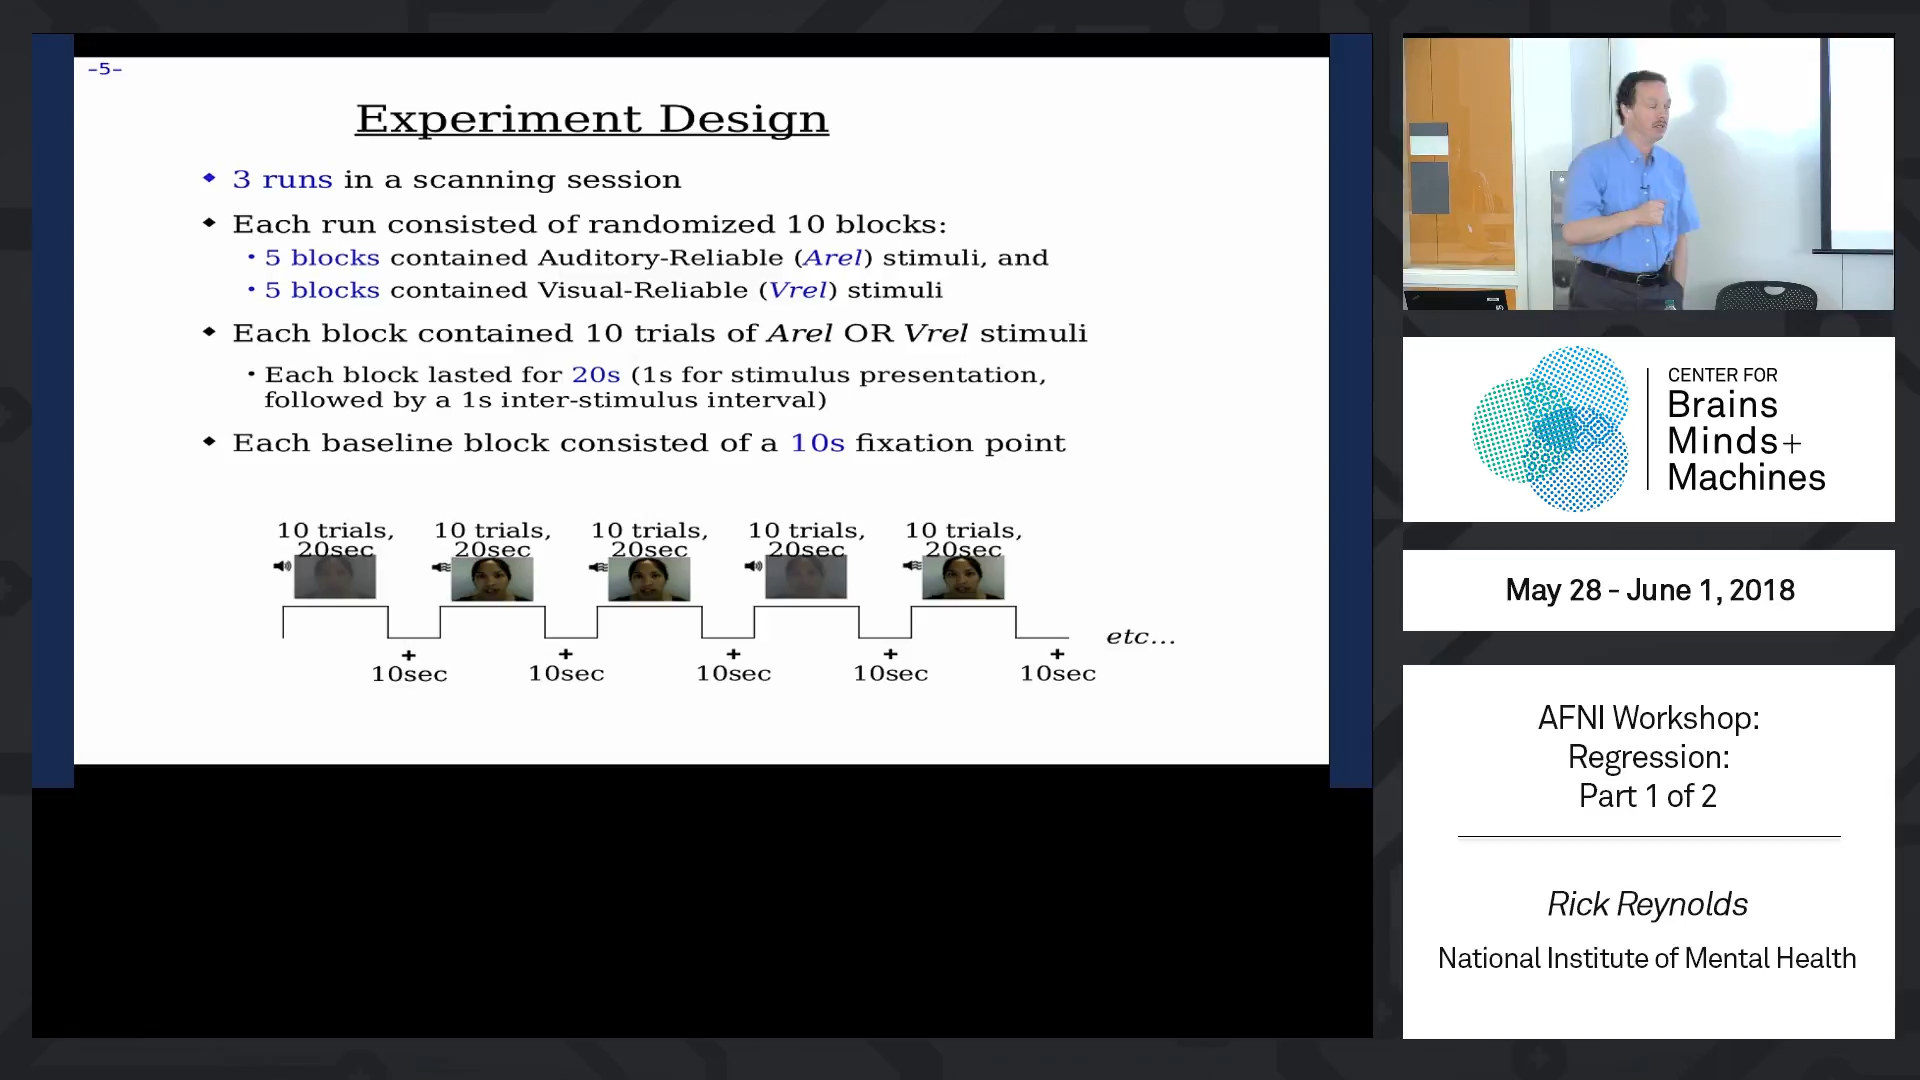 -5-
Experiment Design
3 runs in a scanning session
Each run consisted of randomized 10 blocks:
5 blocks contained Auditory-Reliable (Arel) stimuli, and
5 blocks contained Visual-Reliable (Vrel) stimuli
Each block contained 10 trials of Arel OR Vrel stimuli
Each block lasted for 20s (1s for stimulus presentation,
followed by a 1s inter-stimulus interval)
Each baseline block consisted of a 10s fixation point
10 trials, 10 trials, 10 trials, 10 trials, 10 trials,
20sec 20sec 20sec 20sec 20sec
etc...
+ + + + +
10sec 10sec 10sec 10sec 10sec
CENTER FOR
Brains
Minds+
Machines
May 28 - June 1, 2018
AFNI Workshop:
Regression:
Part 1 of 2
Rick Reynolds
National Institute of Mental Health